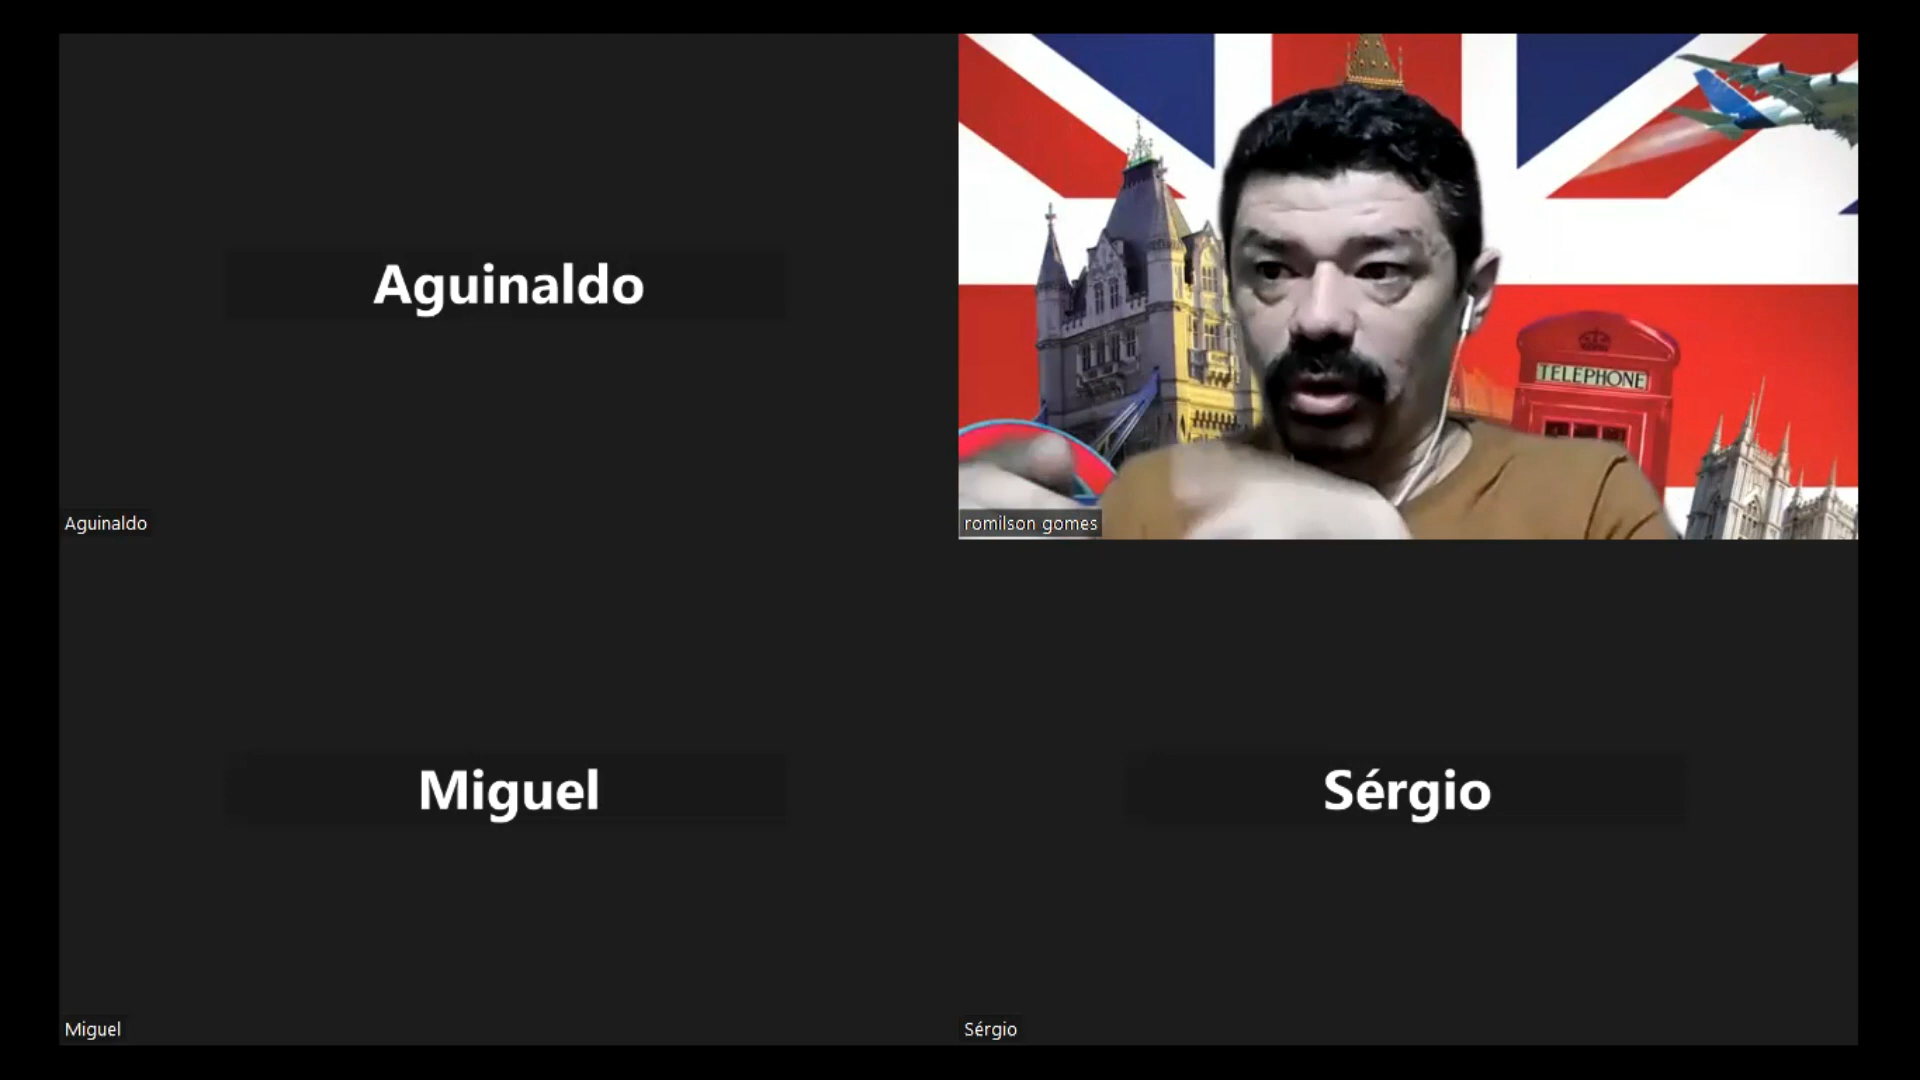 Aguinaldo
Aguinaldo
TELEPHONE
romilson gomes
Miguel
Sérgio
Miguel
Sérgio